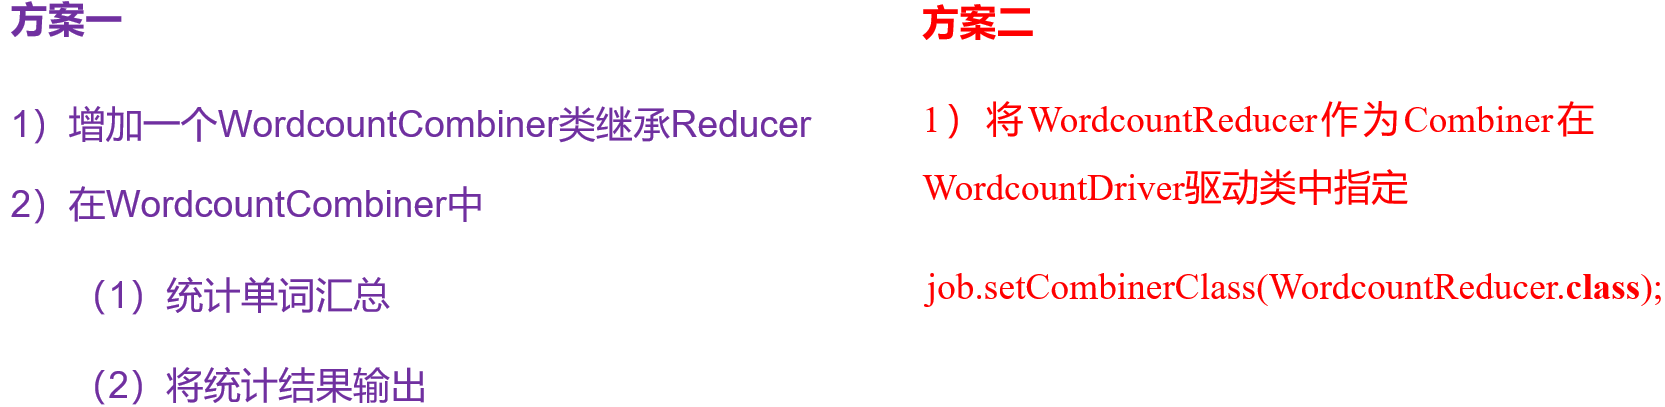 方案一
1）增加一个WordcountCombiner类继承Reducer
2）在WordcountCombiner中
（1）统计单词汇总
（2）将统计结果输出
方案二
1）将WordcountReducer作为Combiner在
WordcountDriver驱动类中指定
job.setCombinerClass(WordcountReducer.class);